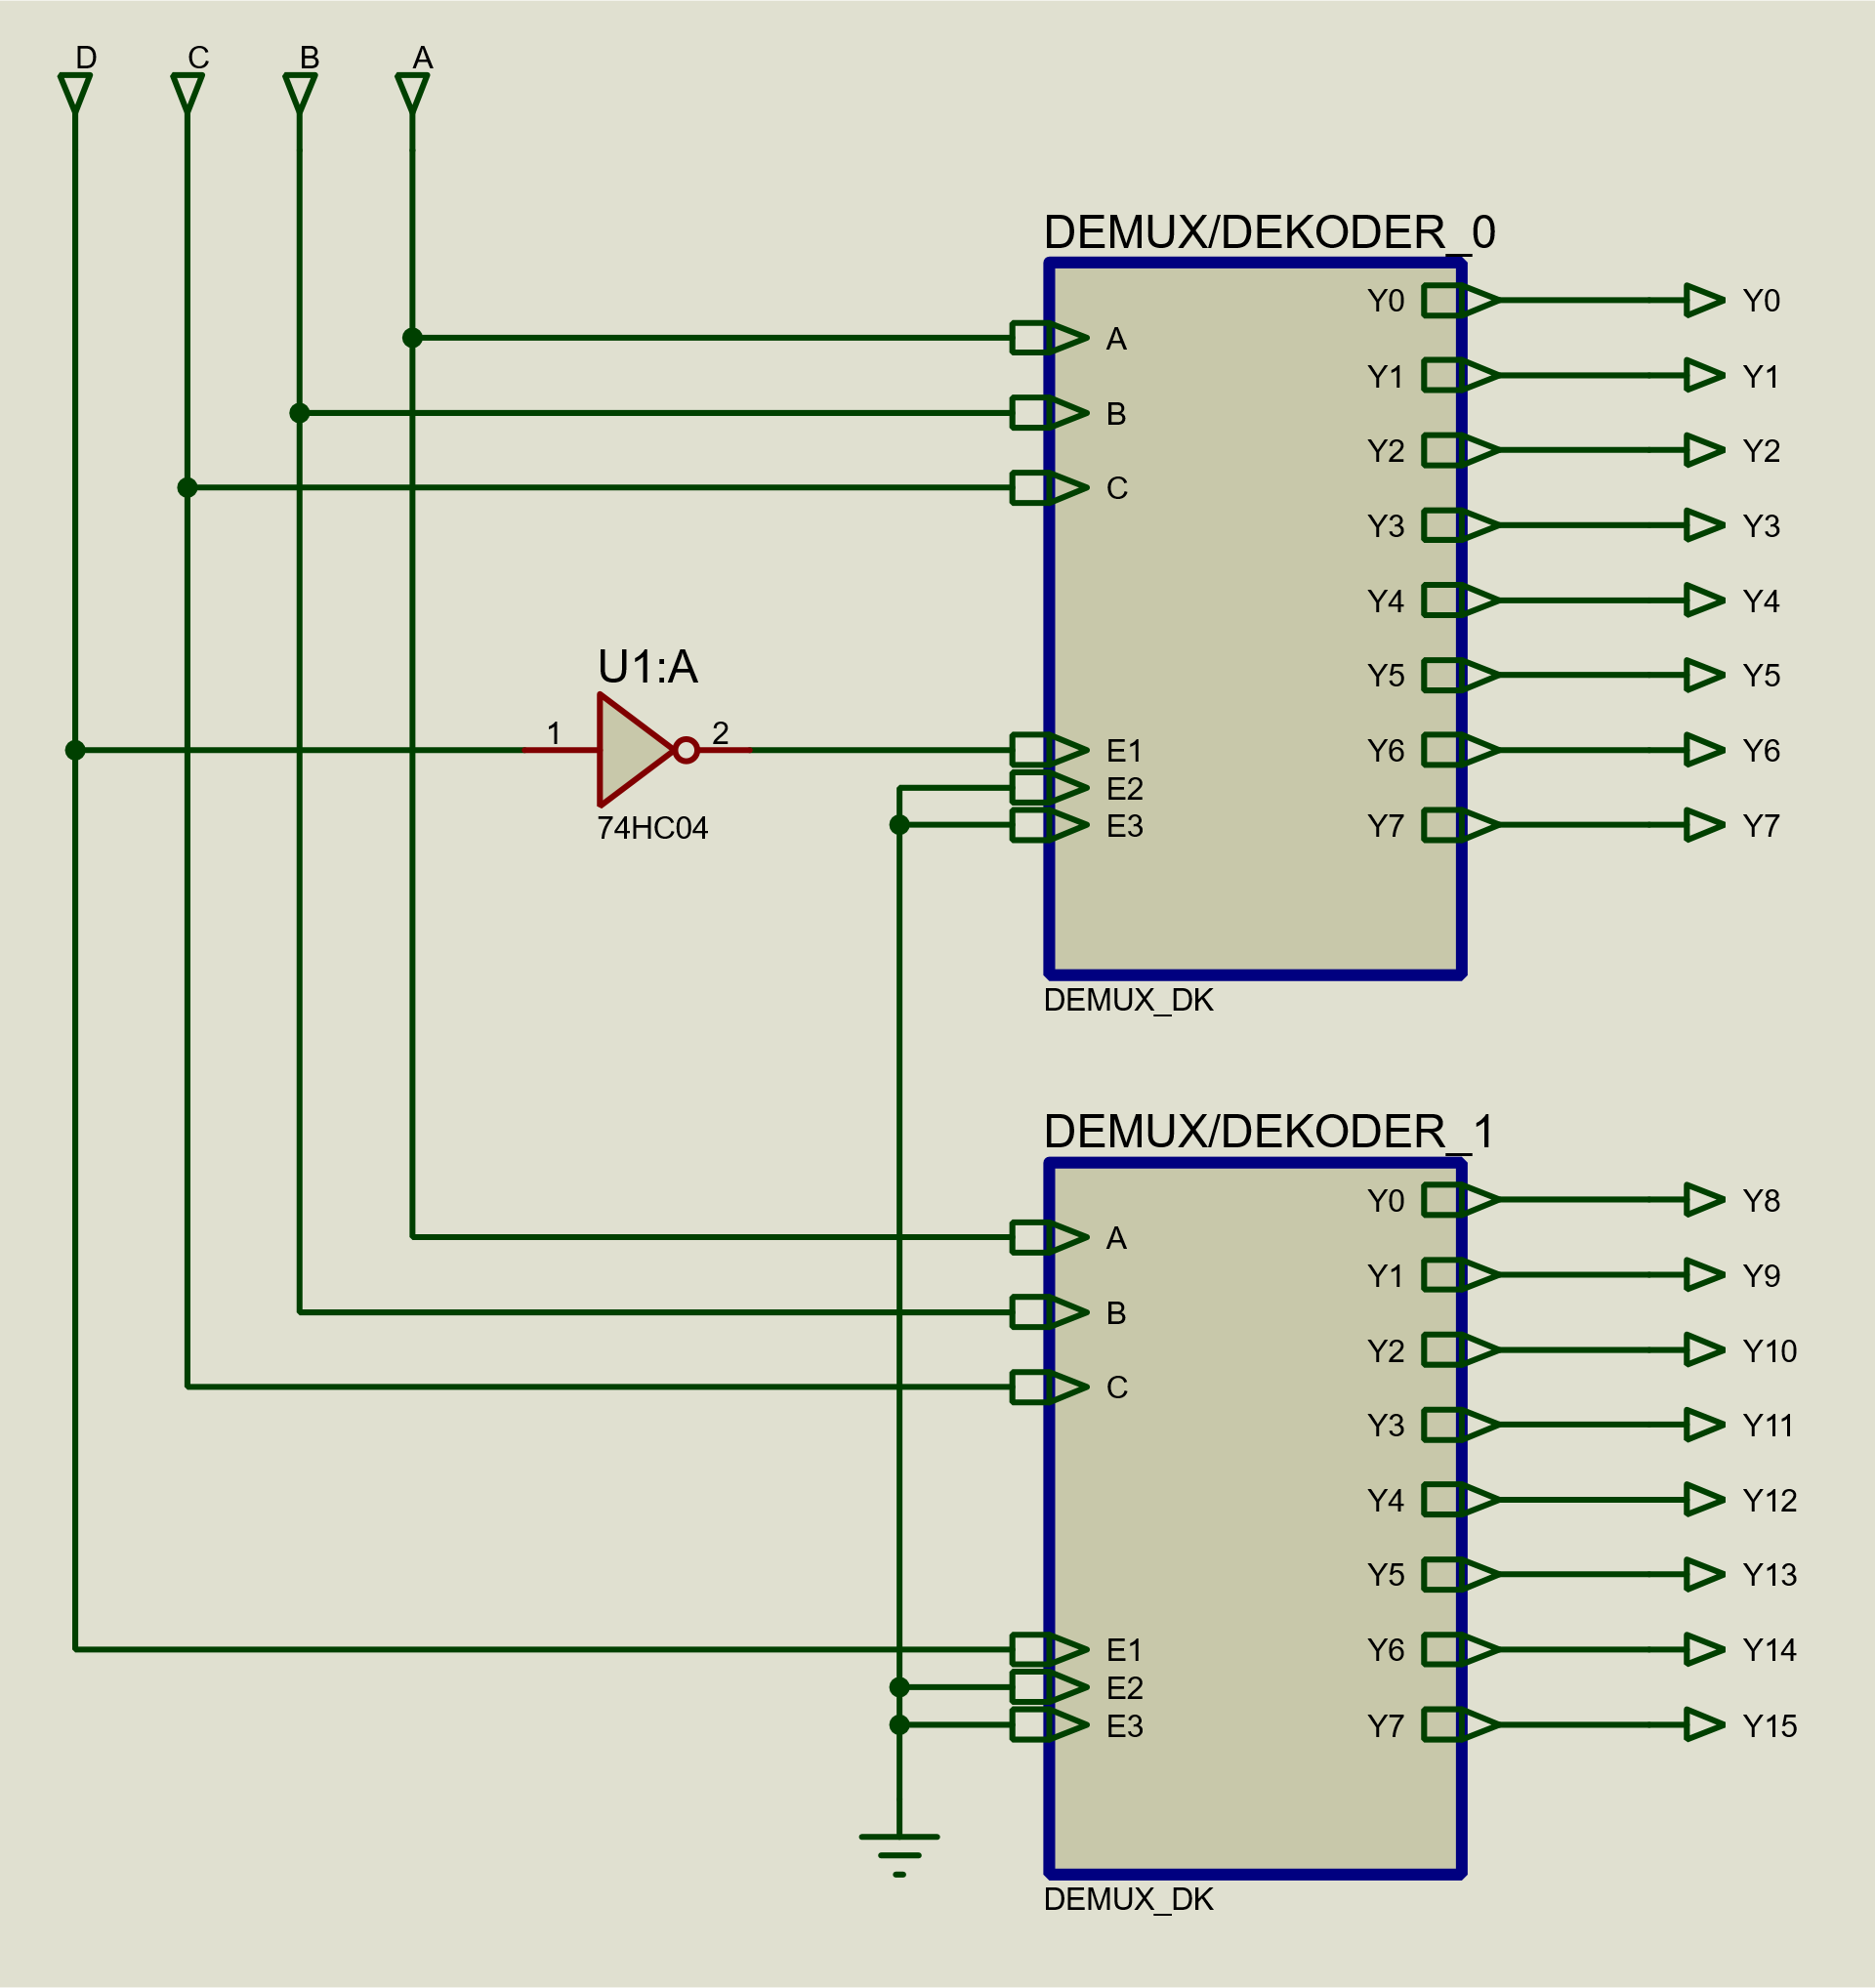 D C B A
DEMUX/DEKODER_0
Y0 Y0
A
Y1 Y1
B
Y2 Y2
C
Y3 Y3
Y4 Y4
U1:A
Y5 Y5
1 2
E1 Y6 Y6
E2
E3 Y7 Y7
74HC04
DEMUX_DK
DEMUX/DEKODER_1
Y0 Y8
A
Y1 Y9
B
Y2 Y10
C
Y3 Y11
Y4 Y12
Y5 Y13
E1 Y6 Y14
E2
E3 Y7 Y15
DEMUX_DK